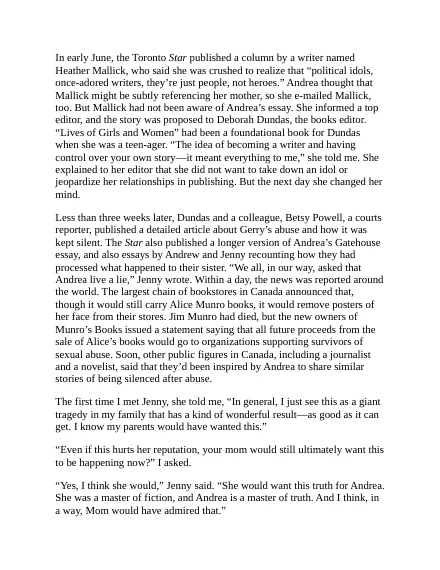 In early June, the Toronto Star published a column by a writer named
Heather Mallick, who said she was crushed to realize that “political idols,
once-adored writers, they’re just people, not heroes.” Andrea thought that
Mallick might be subtly referencing her mother, so she e-mailed Mallick,
too. But Mallick had not been aware of Andrea’s essay. She informed a top
editor, and the story was proposed to Deborah Dundas, the books editor.
“Lives of Girls and Women” had been a foundational book for Dundas
when she was a teen-ager. “The idea of becoming a writer and having
control over your own story—it meant everything to me,” she told me. She
explained to her editor that she did not want to take down an idol or
jeopardize her relationships in publishing. But the next day she changed her
mind.
Less than three weeks later, Dundas and a colleague, Betsy Powell, a courts
reporter, published a detailed article about Gerry’s abuse and how it was
kept silent. The Star also published a longer version of Andrea’s Gatehouse
essay, and also essays by Andrew and Jenny recounting how they had
processed what happened to their sister. “We all, in our way, asked that
Andrea live a lie,” Jenny wrote. Within a day, the news was reported around
the world. The largest chain of bookstores in Canada announced that,
though it would still carry Alice Munro books, it would remove posters of
her face from their stores. Jim Munro had died, but the new owners of
Munro’s Books issued a statement saying that all future proceeds from the
sale of Alice’s books would go to organizations supporting survivors of
sexual abuse. Soon, other public figures in Canada, including a journalist
and a novelist, said that they’d been inspired by Andrea to share similar
stories of being silenced after abuse.
The first time I met Jenny, she told me, “In general, I just see this as a giant
tragedy in my family that has a kind of wonderful result—as good as it can
get. I know my parents would have wanted this.”
“Even if this hurts her reputation, your mom would still ultimately want this
to be happening now?” I asked.
“Yes, I think she would,” Jenny said. “She would want this truth for Andrea.
She was a master of fiction, and Andrea is a master of truth. And I think, in
a way, Mom would have admired that.”